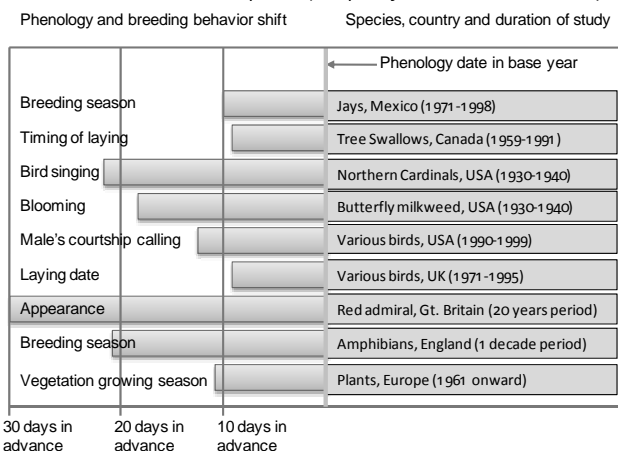 Phenology and breeding behavior shift
Species, country and duration of study
Phenology date in base year
Breeding season
Jays, Mexico (1971-1998)
Timing of laying
Tree Swallows, Canada (1959-1991)
Bird singing
Northern Cardinals, USA (1930-1940)
Blooming
Butterfly milkweed, USA (1930-1940)
Male's courtship calling
Various birds, USA (1990-1999)
Laying date
Various birds, UK (1971-1995)
Appearance
Red admiral, Gt. Britain (20 years period)
Breeding season
Amphibians, England (1 decade period)
Vegetation growing season
Plants, Europe (1961 onward)
30 days in
advance
20 days in
advance
10 days in
advance